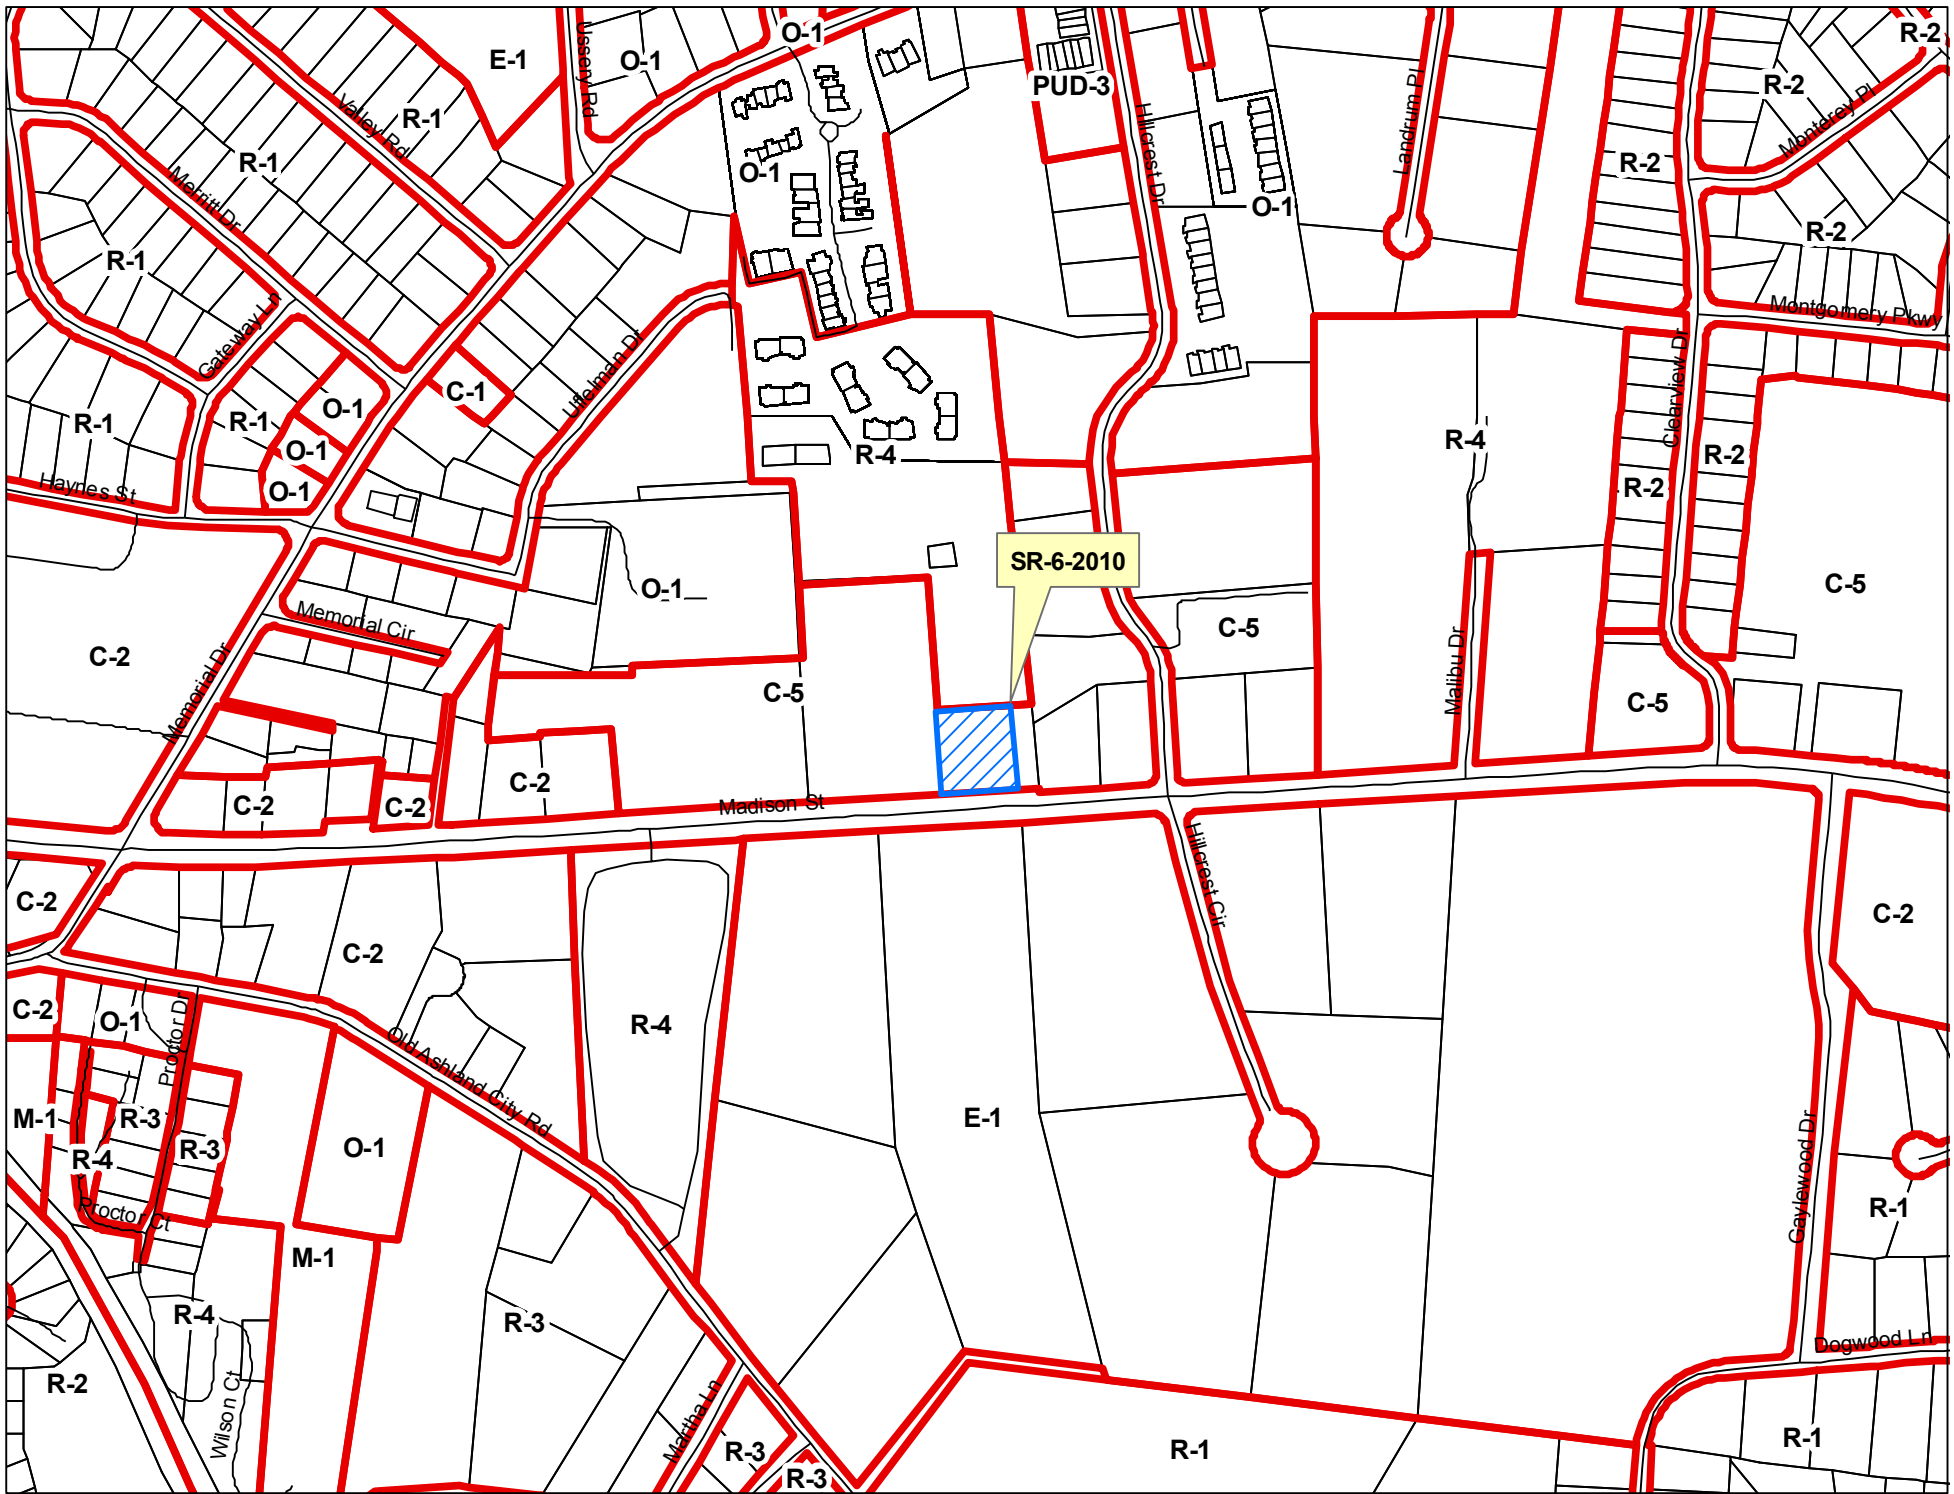 O-1
R-2
E-1
Ussery Rd
O-1
PUD-3
R-2
Landrum Pl
Monterey Pl
Valley Rd
R-1
Hillcrest Dr
R-1
O-1
R-2
Merritt Dr
O-1
R-2
R-1
Montgomery Pkwy
Gateway Ln
Uffelman Dr
C-1
Clearview Dr
O-1
R-1
R-1
O-1
R-4
R-4
R-2
Haynes St
O-1
R-2
SR-6-2010
O-1
C-5
Memorial Cir
C-5
C-2
Memorial Dr
Malibu Dr
C-5
C-5
C-2
C-2
C-2
Madison St
Hillcrest Cir
C-2
C-2
C-2
C-2
O-1
Proctor Dr
R-4
Old Ashland City Rd
M-1
R-3
E-1
R-3
O-1
R-4
Gaylewood Dr
Proctor Ct
R-1
M-1
R-4
R-3
Dogwood Ln
R-2
Wilson Ct
Martha Ln
R-3
R-1
R-1
R-3